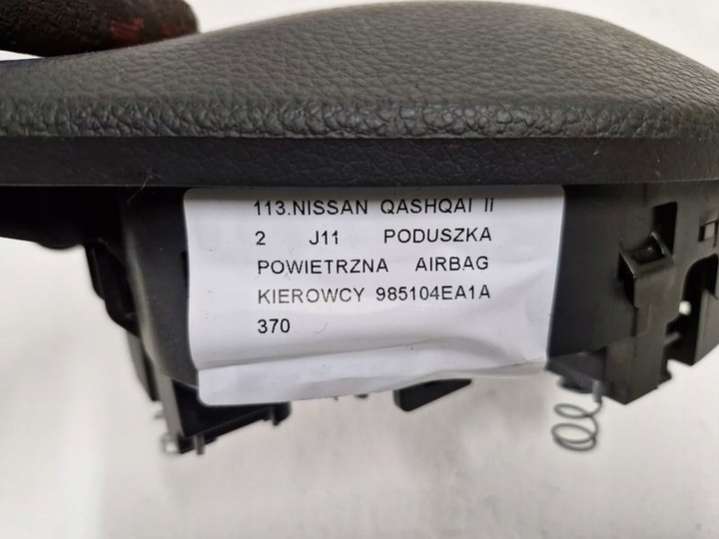 113.NISSAN QASHQAI II
2 J11 PODUSZKA
POWIETRZNA AIRBAG
KIEROWCY 985104EA1A
370